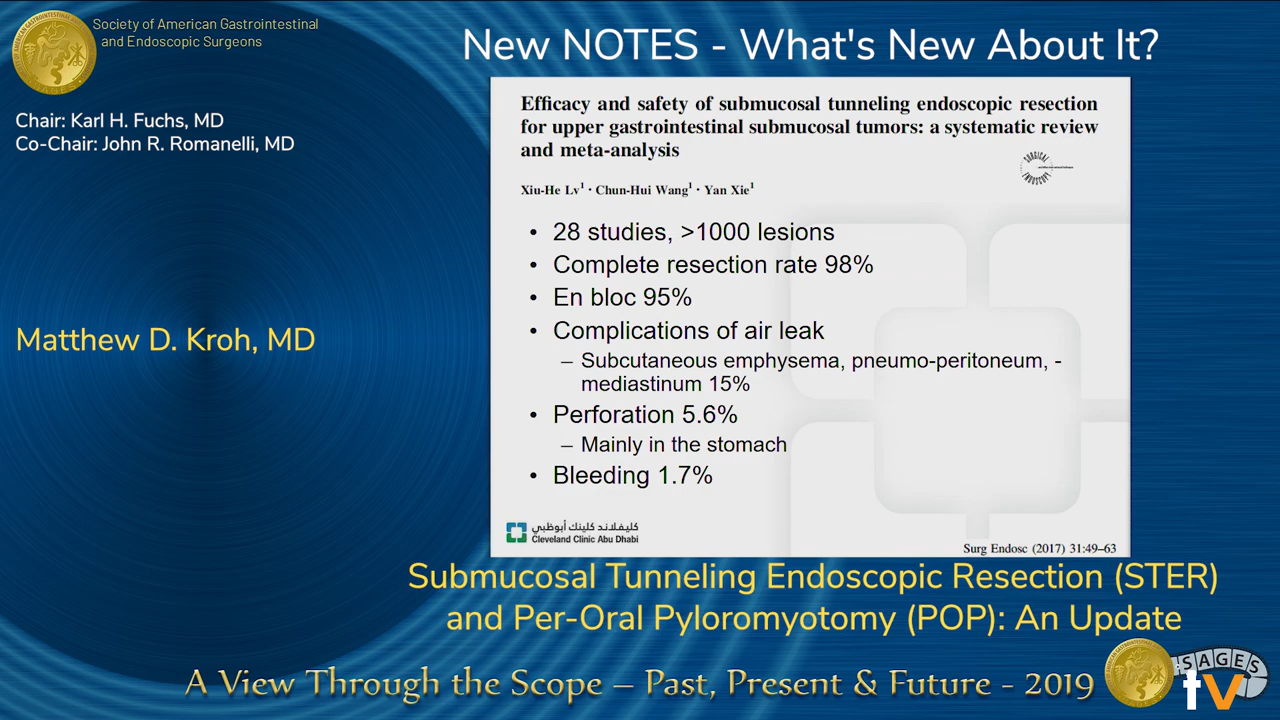 Society of American Gastrointestinal
and Endoscopic Surgeons
New NOTES - What's New About It?
Chair: Karl H. Fuchs, MD
Co-Chair: John R. Romanelli, MD
Matthew D. Kroh, MD
Efficacy and safety of submucosal tunneling endoscopic resection
for upper gastrointestinal submucosal tumors: a systematic review
and meta-analysis
SURGICAL
ENDOSCOPY
Xiu-He Lv¹ · Chun-Hui Wang¹ · Yan Xie¹
• 28 studies, >1000 lesions
• Complete resection rate 98%
• En bloc 95%
• Complications of air leak
– Subcutaneous emphysema, pneumo-peritoneum, -
mediastinum 15%
• Perforation 5.6%
– Mainly in the stomach
• Bleeding 1.7%
كليفلاند كلينك أبوظبي
Cleveland Clinic Abu Dhabi
Surg Endosc (2017) 31:49–63
Submucosal Tunneling Endoscopic Resection (STER)
and Per-Oral Pyloromyotomy (POP): An Update
A View Through the Scope – Past, Present & Future - 2019
SAGES
tv